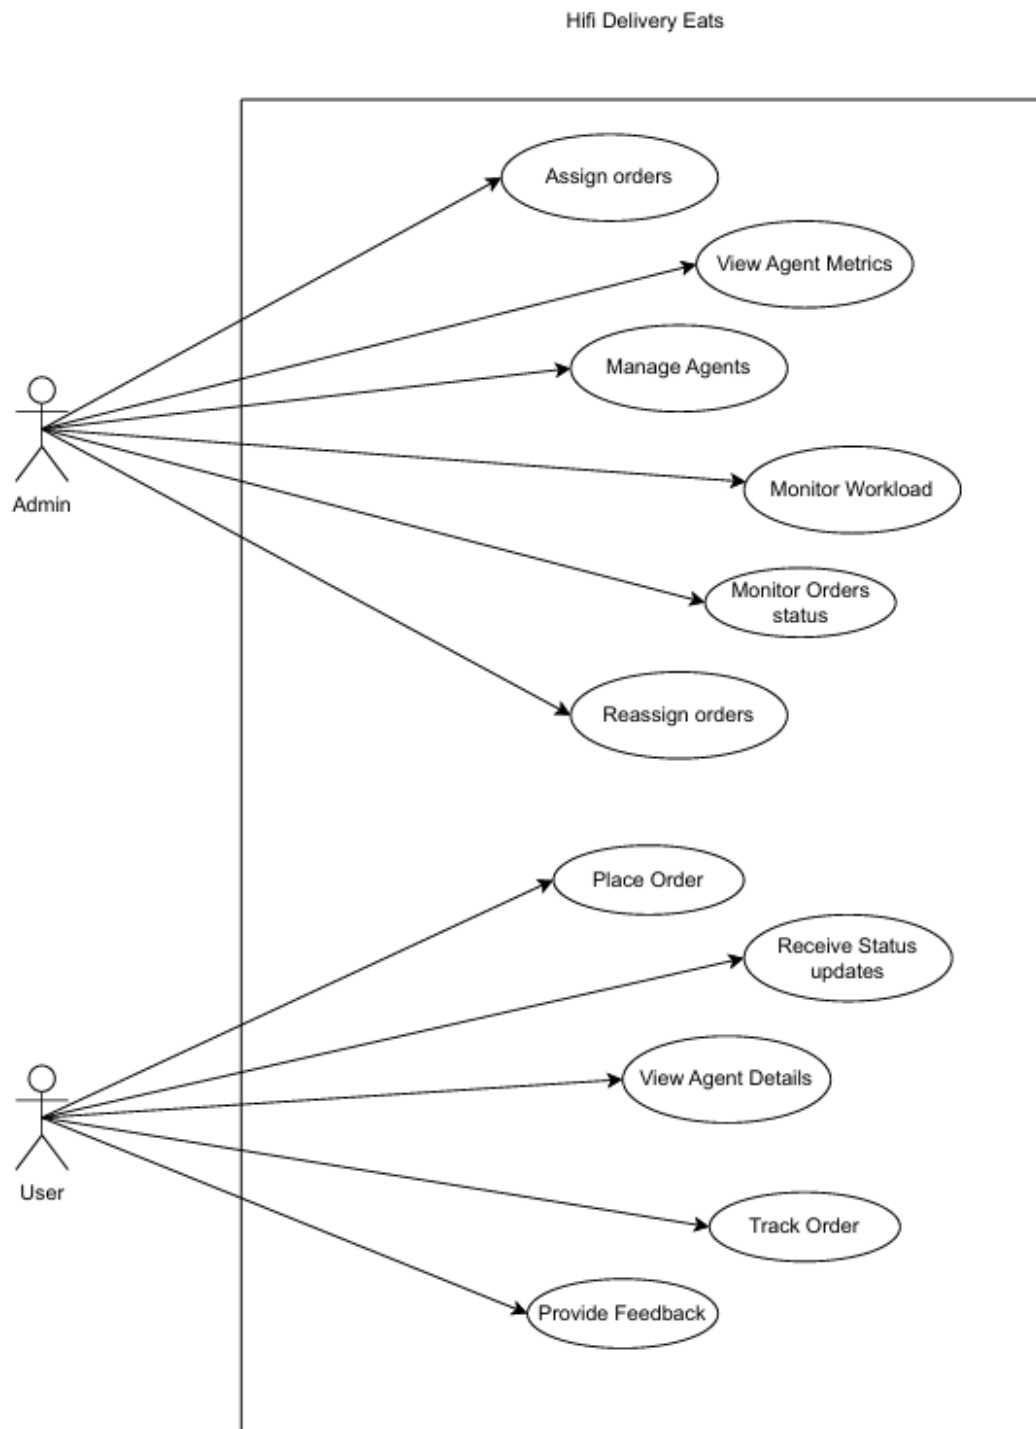 Hifi Delivery Eats
Assign orders
View Agent Metrics
Manage Agents
Admin
Monitor Workload
Monitor Orders
status
Reassign orders
Place Order
Receive Status
updates
View Agent Details
User
Track Order
Provide Feedback